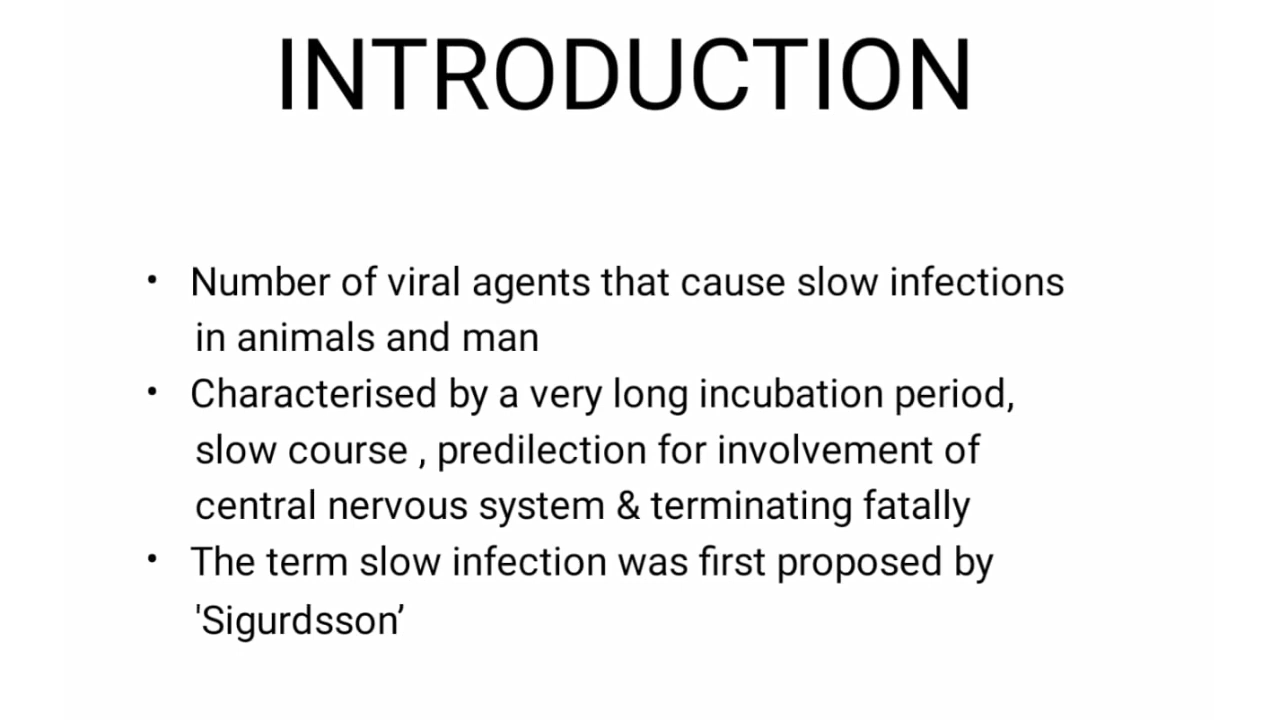 INTRODUCTION
• Number of viral agents that cause slow infections
in animals and man
• Characterised by a very long incubation period,
slow course , predilection for involvement of
central nervous system & terminating fatally
• The term slow infection was first proposed by
'Sigurdsson’